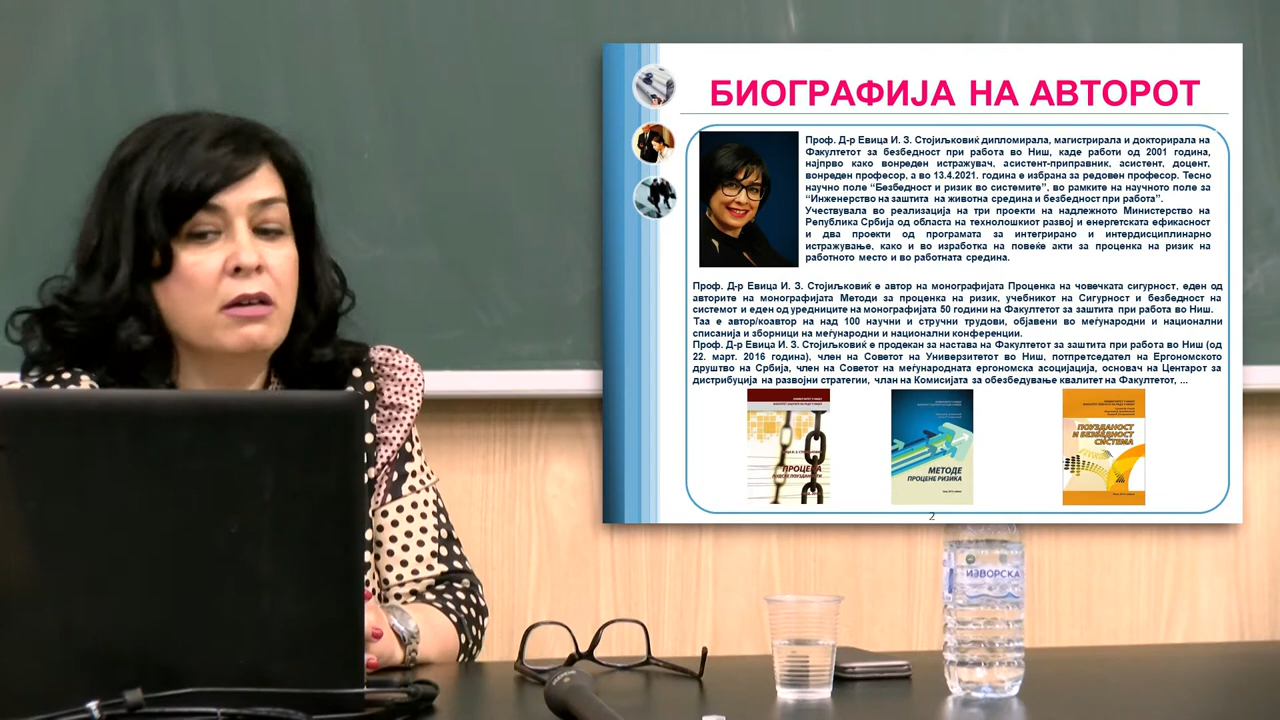 БИОГРАФИЈА НА АВТОРОТ
Проф. Д-р Евица И. З. Стојиљковиќ дипломирала, магистрирала и докторирала на
Факултетот за безбедност при работа во Ниш, каде работи од 2001 година,
најпрво како вонреден истражувач, асистент-приправник, асистент, доцент,
вонреден професор, а во 13.4.2021. година е избрана за редовен професор. Тесно
научно поле “Безбедност и ризик во системите”, во рамките на научното поле за
“Инженерство на заштита на животна средина и безбедност при работа”.
Учествувала во реализација на три проекти на надлежното Министерство на
Република Србија од областа на технолошкиот развој и енергетската ефикасност
и два проекти од програмата за интегрирано и интердисциплинарно
истражување, како и во изработка на повеќе акти за проценка на ризик на
работното место и во работната средина.
Проф. Д-р Евица И. З. Стојиљковиќ е автор на монографијата Проценка на човечката сигурност, еден од
авторите на монографијата Методи за проценка на ризик, учебникот на Сигурност и безбедност на
системот и еден од уредниците на монографијата 50 години на Факултетот за заштита при работа во Ниш.
Таа е автор/коавтор на над 100 научни и стручни трудови, објавени во меѓународни и национални
списанија и зборници на меѓународни и национални конференции.
Проф. Д-р Евица И. З. Стојиљковиќ е продекан за настава на Факултетот за заштита при работа во Ниш (од
22. март. 2016 година), член на Советот на Универзитетот во Ниш, потпретседател на Ергономското
друштво на Србија, член на Советот на меѓународната ергономска асоцијација, основач на Центарот за
дистрибуција на развојни стратегии, члан на Комисијата за обезбедување квалитет на Факултетот, ...
ПРОЦЕНА
МЕТОДЕ
ПРОЦЕНЕ РИЗИКА
ПОУЗДАНОСТ
И БЕЗБЕДНОСТ
СИСТЕМА
2
ИЗВОРСКА